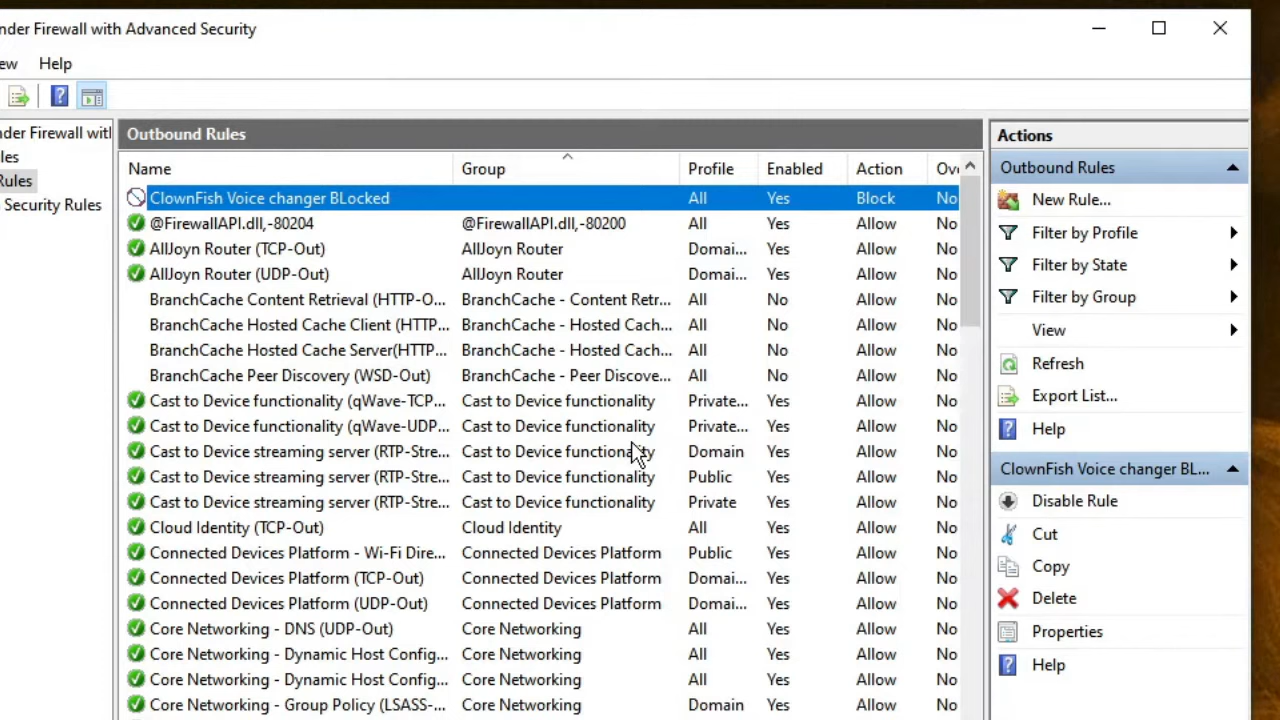 nder Firewall with Advanced Security
ew Help
nder Firewall with
les
Rules
Security Rules
Outbound Rules
Name Group Profile Enabled Action Ov
ClownFish Voice changer BLocked All Yes Block No
@FirewallAPI.dll,-80204 @FirewallAPI.dll,-80200 All Yes Allow No
AllJoyn Router (TCP-Out) AllJoyn Router Domai... Yes Allow No
AllJoyn Router (UDP-Out) AllJoyn Router Domai... Yes Allow No
BranchCache Content Retrieval (HTTP-O... BranchCache - Content Retr... All No Allow No
BranchCache Hosted Cache Client (HTTP... BranchCache - Hosted Cach... All No Allow No
BranchCache Hosted Cache Server(HTTP... BranchCache - Hosted Cach... All No Allow No
BranchCache Peer Discovery (WSD-Out) BranchCache - Peer Discove... All No Allow No
Cast to Device functionality (qWave-TCP... Cast to Device functionality Private... Yes Allow No
Cast to Device functionality (qWave-UDP... Cast to Device functionality Private... Yes Allow No
Cast to Device streaming server (RTP-Stre... Cast to Device functionality Domain Yes Allow No
Cast to Device streaming server (RTP-Stre... Cast to Device functionality Public Yes Allow No
Cast to Device streaming server (RTP-Stre... Cast to Device functionality Private Yes Allow No
Cloud Identity (TCP-Out) Cloud Identity All Yes Allow No
Connected Devices Platform - Wi-Fi Dire... Connected Devices Platform Public Yes Allow No
Connected Devices Platform (TCP-Out) Connected Devices Platform Domai... Yes Allow No
Connected Devices Platform (UDP-Out) Connected Devices Platform Domai... Yes Allow No
Core Networking - DNS (UDP-Out) Core Networking All Yes Allow No
Core Networking - Dynamic Host Config... Core Networking All Yes Allow No
Core Networking - Dynamic Host Config... Core Networking All Yes Allow No
Core Networking - Group Policy (LSASS-... Core Networking Domain Yes Allow No
Actions
Outbound Rules
New Rule...
Filter by Profile
Filter by State
Filter by Group
View
Refresh
Export List...
Help
ClownFish Voice changer BL...
Disable Rule
Cut
Copy
Delete
Properties
Help